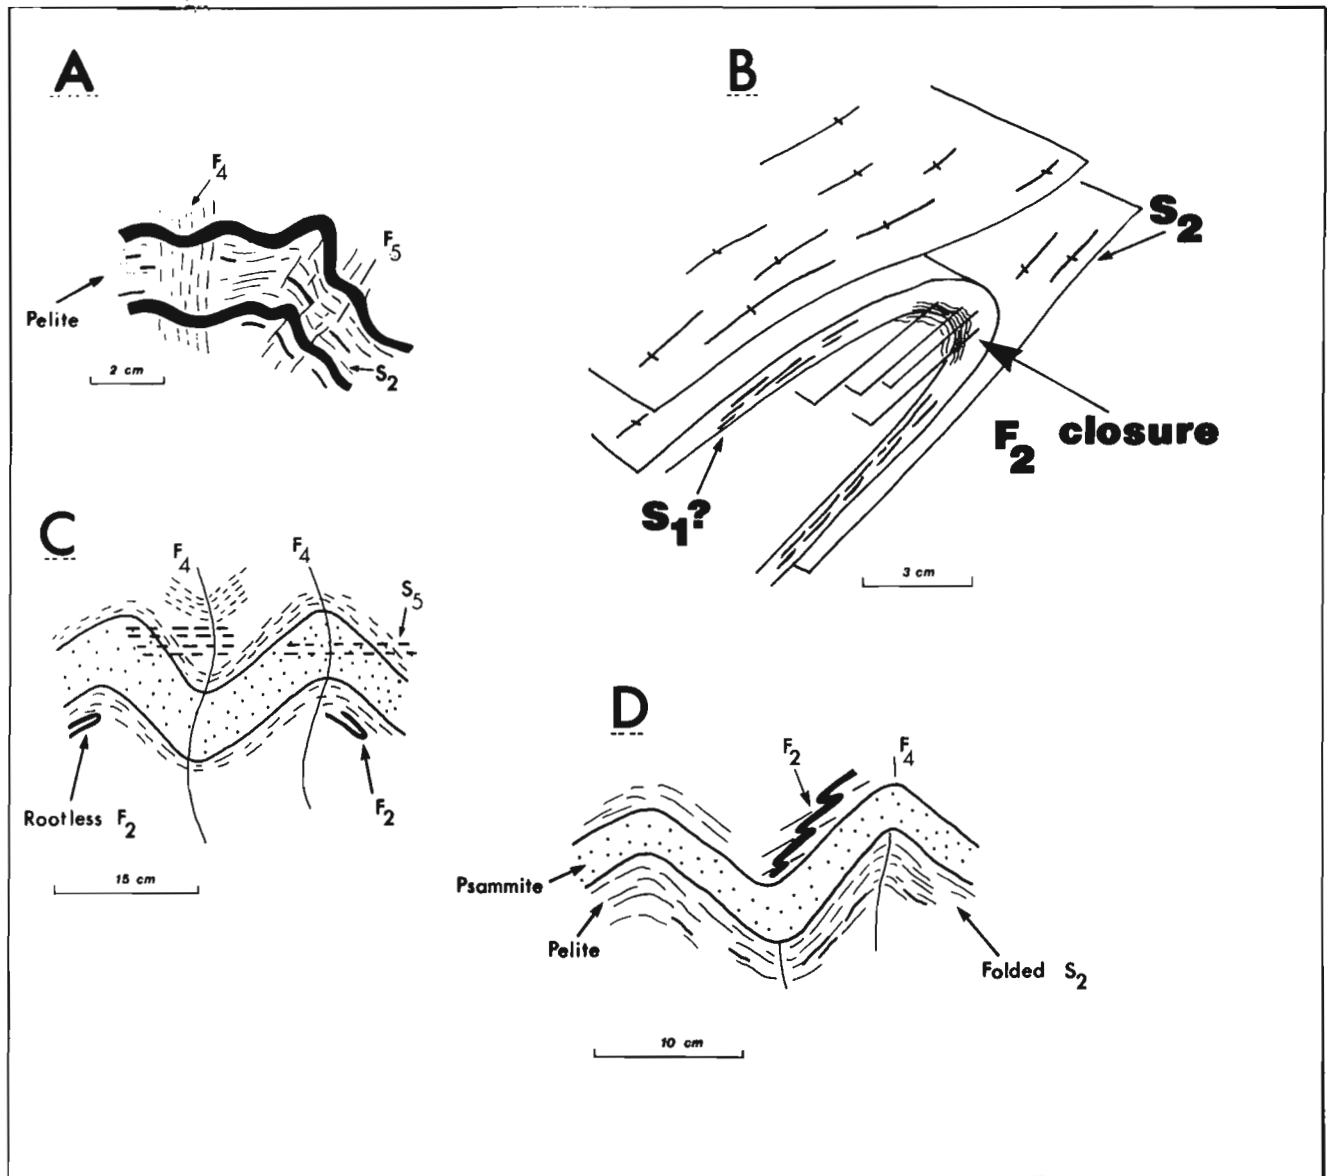 A
F4
F5
Pelite
2 cm
S2
B
S2
F2 closure
S1?
3 cm
C
F4
F4
S5
Rootless F2
F2
15 cm
D
F2
F4
Psammite
Pelite
Folded S2
10 cm